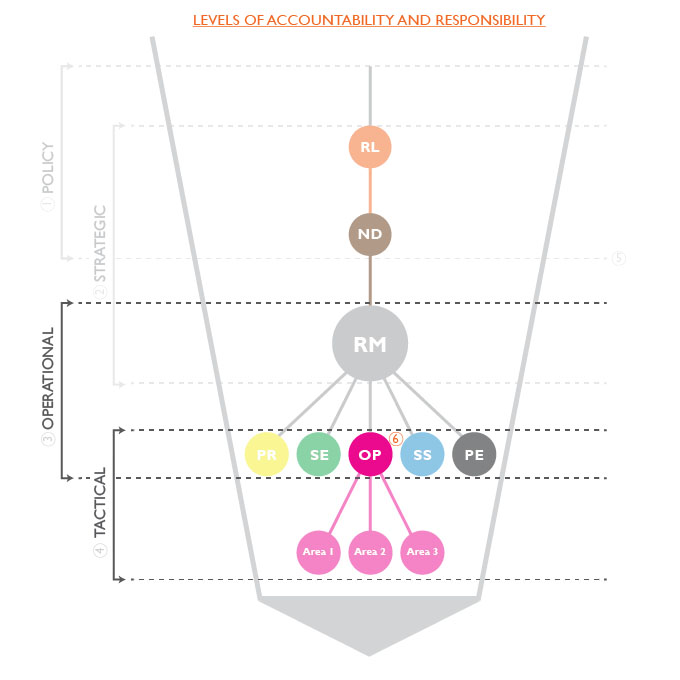 LEVELS OF ACCOUNTABILITY AND RESPONSIBILITY
① POLICY
② STRATEGIC
③ OPERATIONAL
④ TACTICAL
RL
ND
⑤
RM
⑥
PR SE OP SS PE
Area 1 Area 2 Area 3